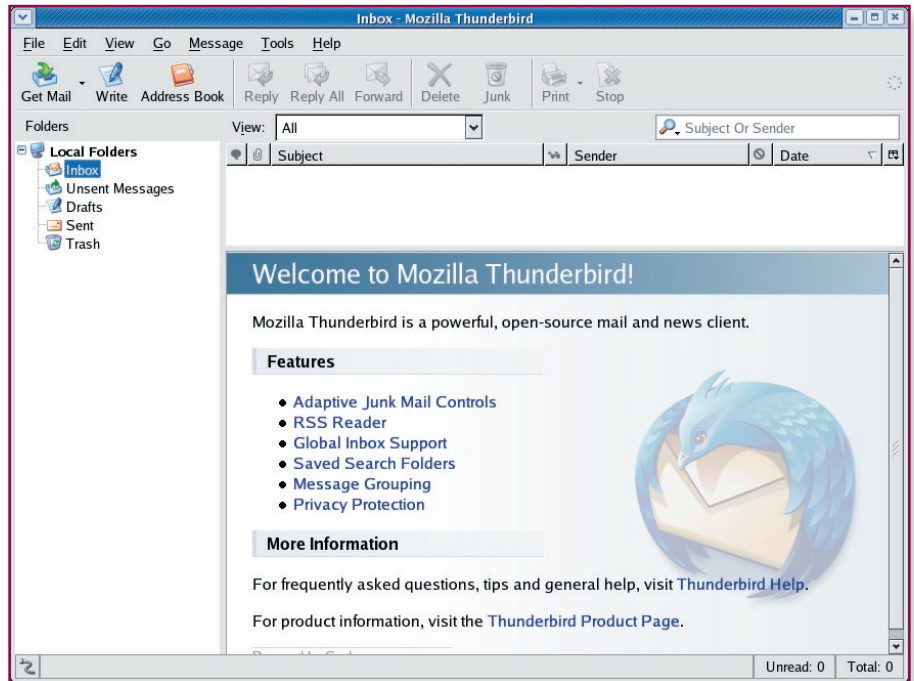 Inbox - Mozilla Thunderbird
File Edit View Go Message Tools Help
Get Mail Write Address Book Reply Reply All Forward Delete Junk Print Stop
Folders
View: All
Subject Or Sender
Local Folders
Inbox
Unsent Messages
Drafts
Sent
Trash
Subject Sender Date
Welcome to Mozilla Thunderbird!
Mozilla Thunderbird is a powerful, open-source mail and news client.
Features
• Adaptive Junk Mail Controls
• RSS Reader
• Global Inbox Support
• Saved Search Folders
• Message Grouping
• Privacy Protection
More Information
For frequently asked questions, tips and general help, visit Thunderbird Help.
For product information, visit the Thunderbird Product Page.
Unread: 0 Total: 0